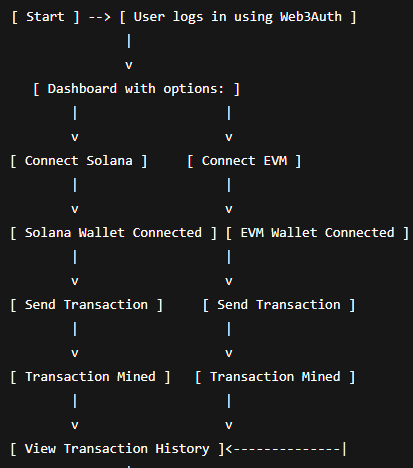 [ Start ] --> [ User logs in using Web3Auth ]
|
v
[ Dashboard with options: ]
| |
v v
[ Connect Solana ] [ Connect EVM ]
| |
v v
[ Solana Wallet Connected ] [ EVM Wallet Connected ]
| |
v v
[ Send Transaction ] [ Send Transaction ]
| |
v v
[ Transaction Mined ] [ Transaction Mined ]
| |
v v
[ View Transaction History ]<--------------|